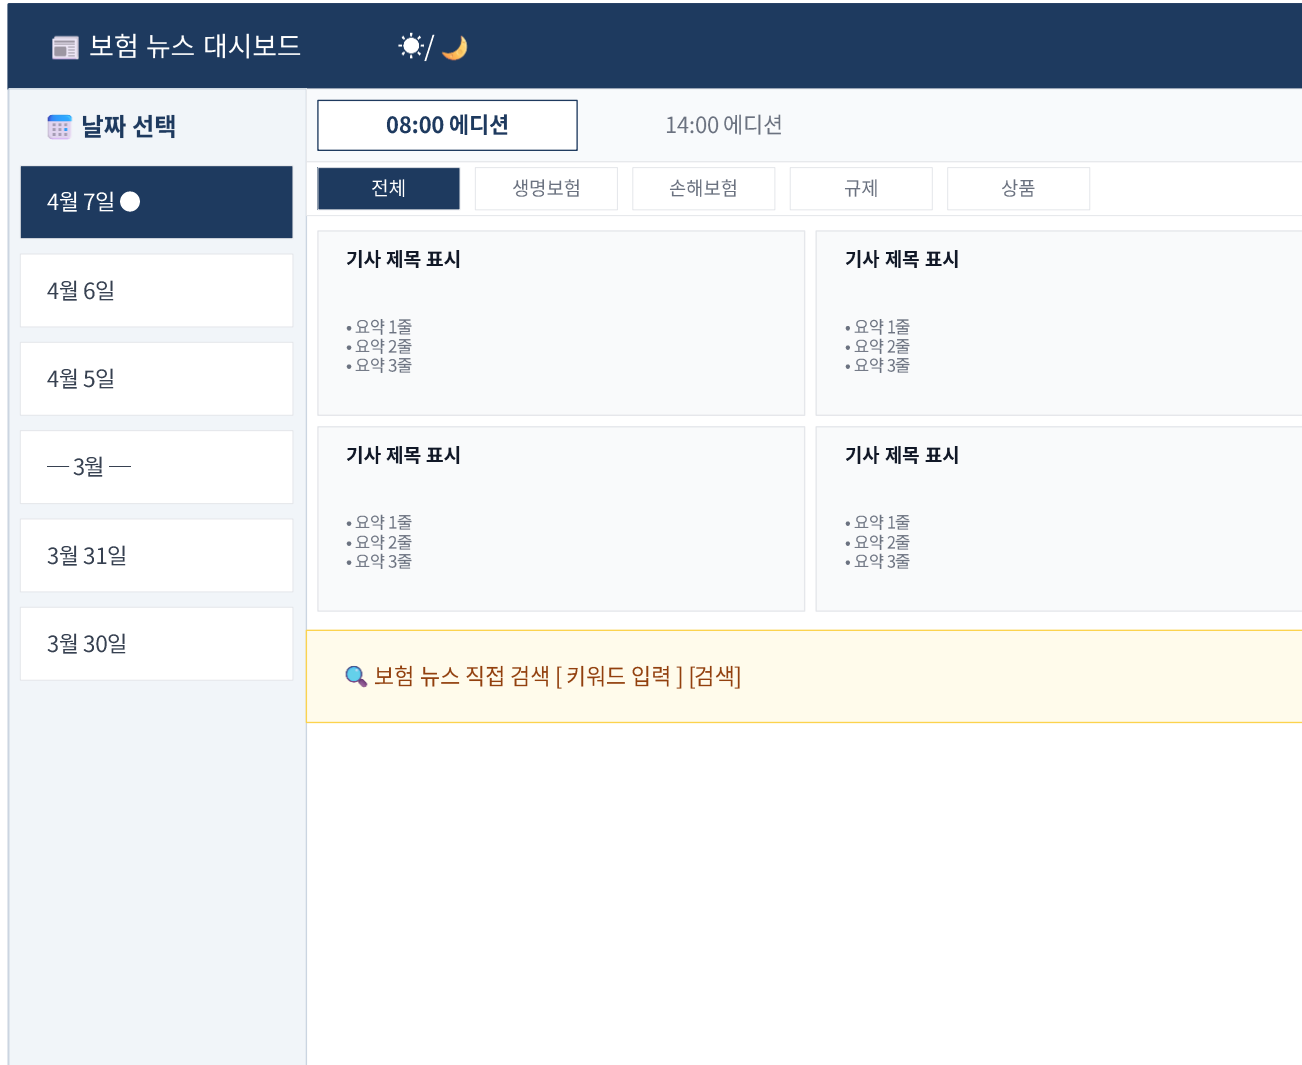 보험 뉴스 대시보드
/
날짜 선택
4월 7일
4월 6일
4월 5일
— 3월 —
3월 31일
3월 30일
08:00 에디션
14:00 에디션
전체
생명보험
손해보험
규제
상품
기사 제목 표시
• 요약 1줄
• 요약 2줄
• 요약 3줄
기사 제목 표시
• 요약 1줄
• 요약 2줄
• 요약 3줄
기사 제목 표시
• 요약 1줄
• 요약 2줄
• 요약 3줄
기사 제목 표시
• 요약 1줄
• 요약 2줄
• 요약 3줄
보험 뉴스 직접 검색 [ 키워드 입력 ] [검색]